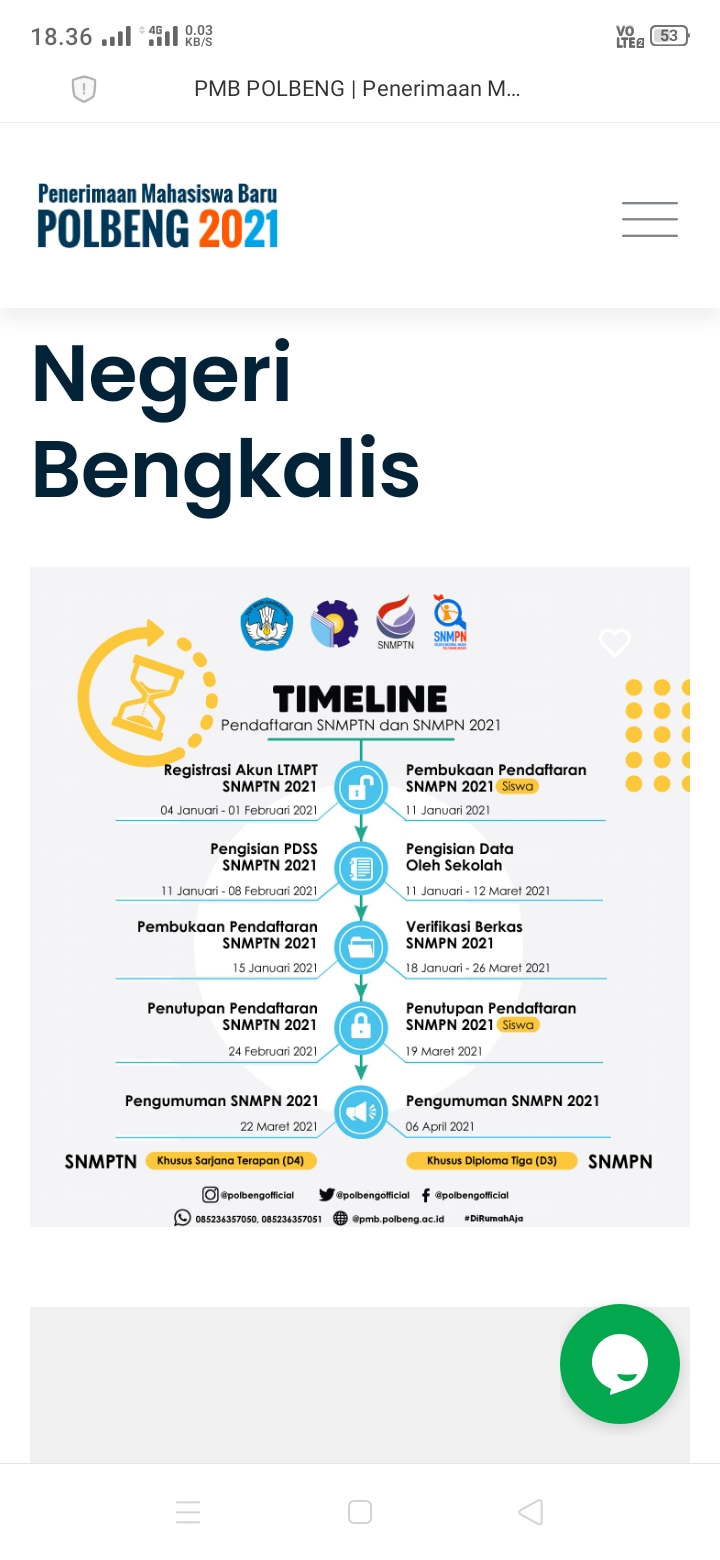 18.36 4G 0.03 KB/S VO LTE2 53
PMB POLBENG | Penerimaan M...
Penerimaan Mahasiswa Baru
POLBENG 2021
Negeri
Bengkalis
SNMPTN
SNMPN
TIMELINE
Pendaftaran SNMPTN dan SNMPN 2021
Registrasi Akun LTMPT
SNMPTN 2021
04 Januari - 01 Februari 2021
Pembukaan Pendaftaran
SNMPN 2021 Siswa
11 Januari 2021
Pengisian PDSS
SNMPTN 2021
11 Januari - 08 Februari 2021
Pengisian Data
Oleh Sekolah
11 Januari - 12 Maret 2021
Pembukaan Pendaftaran
SNMPTN 2021
15 Januari 2021
Verifikasi Berkas
SNMPN 2021
18 Januari - 26 Maret 2021
Penutupan Pendaftaran
SNMPTN 2021
24 Februari 2021
Penutupan Pendaftaran
SNMPN 2021 Siswa
19 Maret 2021
Pengumuman SNMPN 2021
22 Maret 2021
Pengumuman SNMPN 2021
06 April 2021
SNMPTN Khusus Sarjana Terapan (D4)
Khusus Diploma Tiga (D3) SNMPN
@polbengofficial @polbengofficial @polbengofficial
085236357050, 085236357051 @pmb.polbeng.ac.id #DiRumahAja